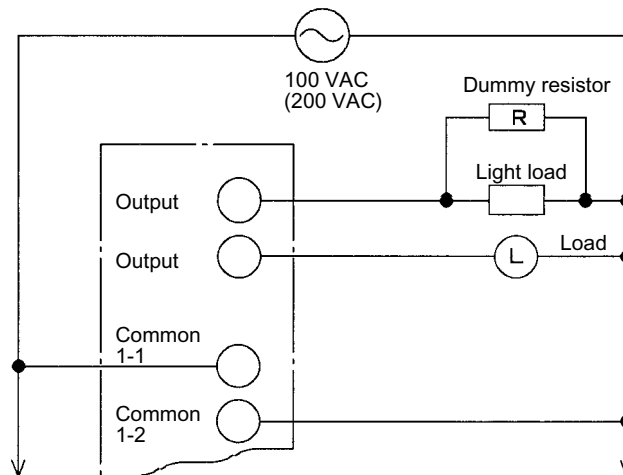 100 VAC
(200 VAC)
Dummy resistor
R
Light load
Output
Output
L
Load
Common
1-1
Common
1-2